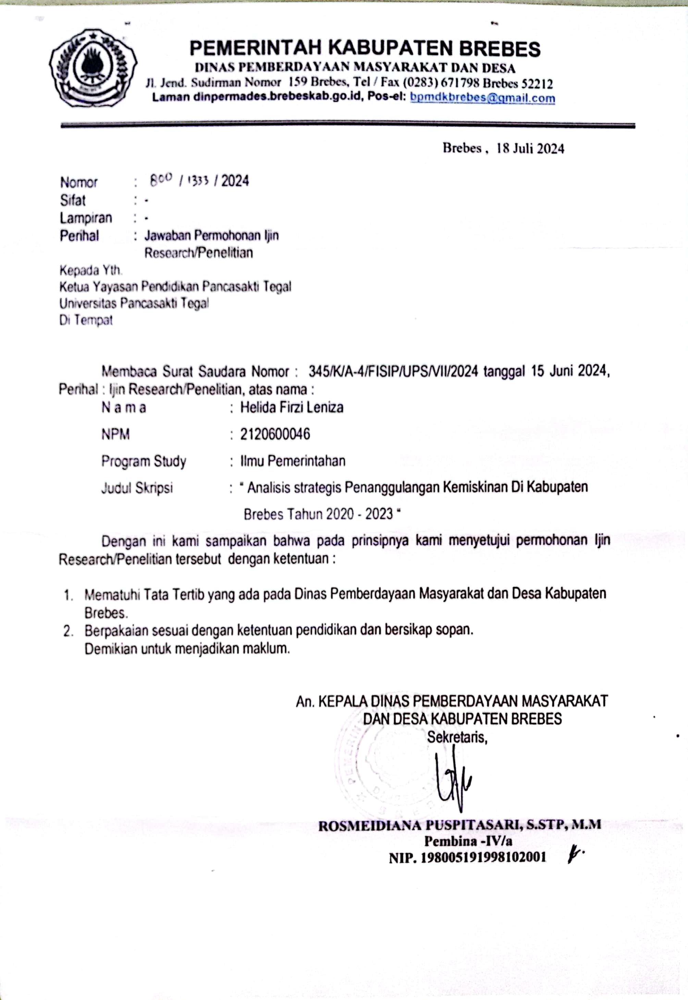 PEMERINTAH KABUPATEN BREBES
DINAS PEMBERDAYAAN MASYARAKAT DAN DESA
Jl. Jend. Sudirman Nomor 159 Brebes, Tel / Fax (0283) 671798 Brebes 52212
Laman dinpermades.brebeskab.go.id, Pos-el: bpmdkbrebes@gmail.com
Brebes , 18 Juli 2024
Nomor : 800 / 1333 / 2024
Sifat : -
Lampiran : -
Perihal : Jawaban Permohonan Ijin
Research/Penelitian
Kepada Yth.
Ketua Yayasan Pendidikan Pancasakti Tegal
Universitas Pancasakti Tegal
Di Tempat
Membaca Surat Saudara Nomor : 345/K/A-4/FISIP/UPS/VII/2024 tanggal 15 Juni 2024,
Perihal : Ijin Research/Penelitian, atas nama :
N a m a : Helida Firzi Leniza
NPM : 2120600046
Program Study : Ilmu Pemerintahan
Judul Skripsi : “ Analisis strategis Penanggulangan Kemiskinan Di Kabupaten
Brebes Tahun 2020 - 2023 “
Dengan ini kami sampaikan bahwa pada prinsipnya kami menyetujui permohonan Ijin
Research/Penelitian tersebut dengan ketentuan :
1. Mematuhi Tata Tertib yang ada pada Dinas Pemberdayaan Masyarakat dan Desa Kabupaten
Brebes.
2. Berpakaian sesuai dengan ketentuan pendidikan dan bersikap sopan.
Demikian untuk menjadikan maklum.
An. KEPALA DINAS PEMBERDAYAAN MASYARAKAT
DAN DESA KABUPATEN BREBES
Sekretaris,
ROSMEIDIANA PUSPITASARI, S.STP, M.M
Pembina -IV/a
NIP. 198005191998102001